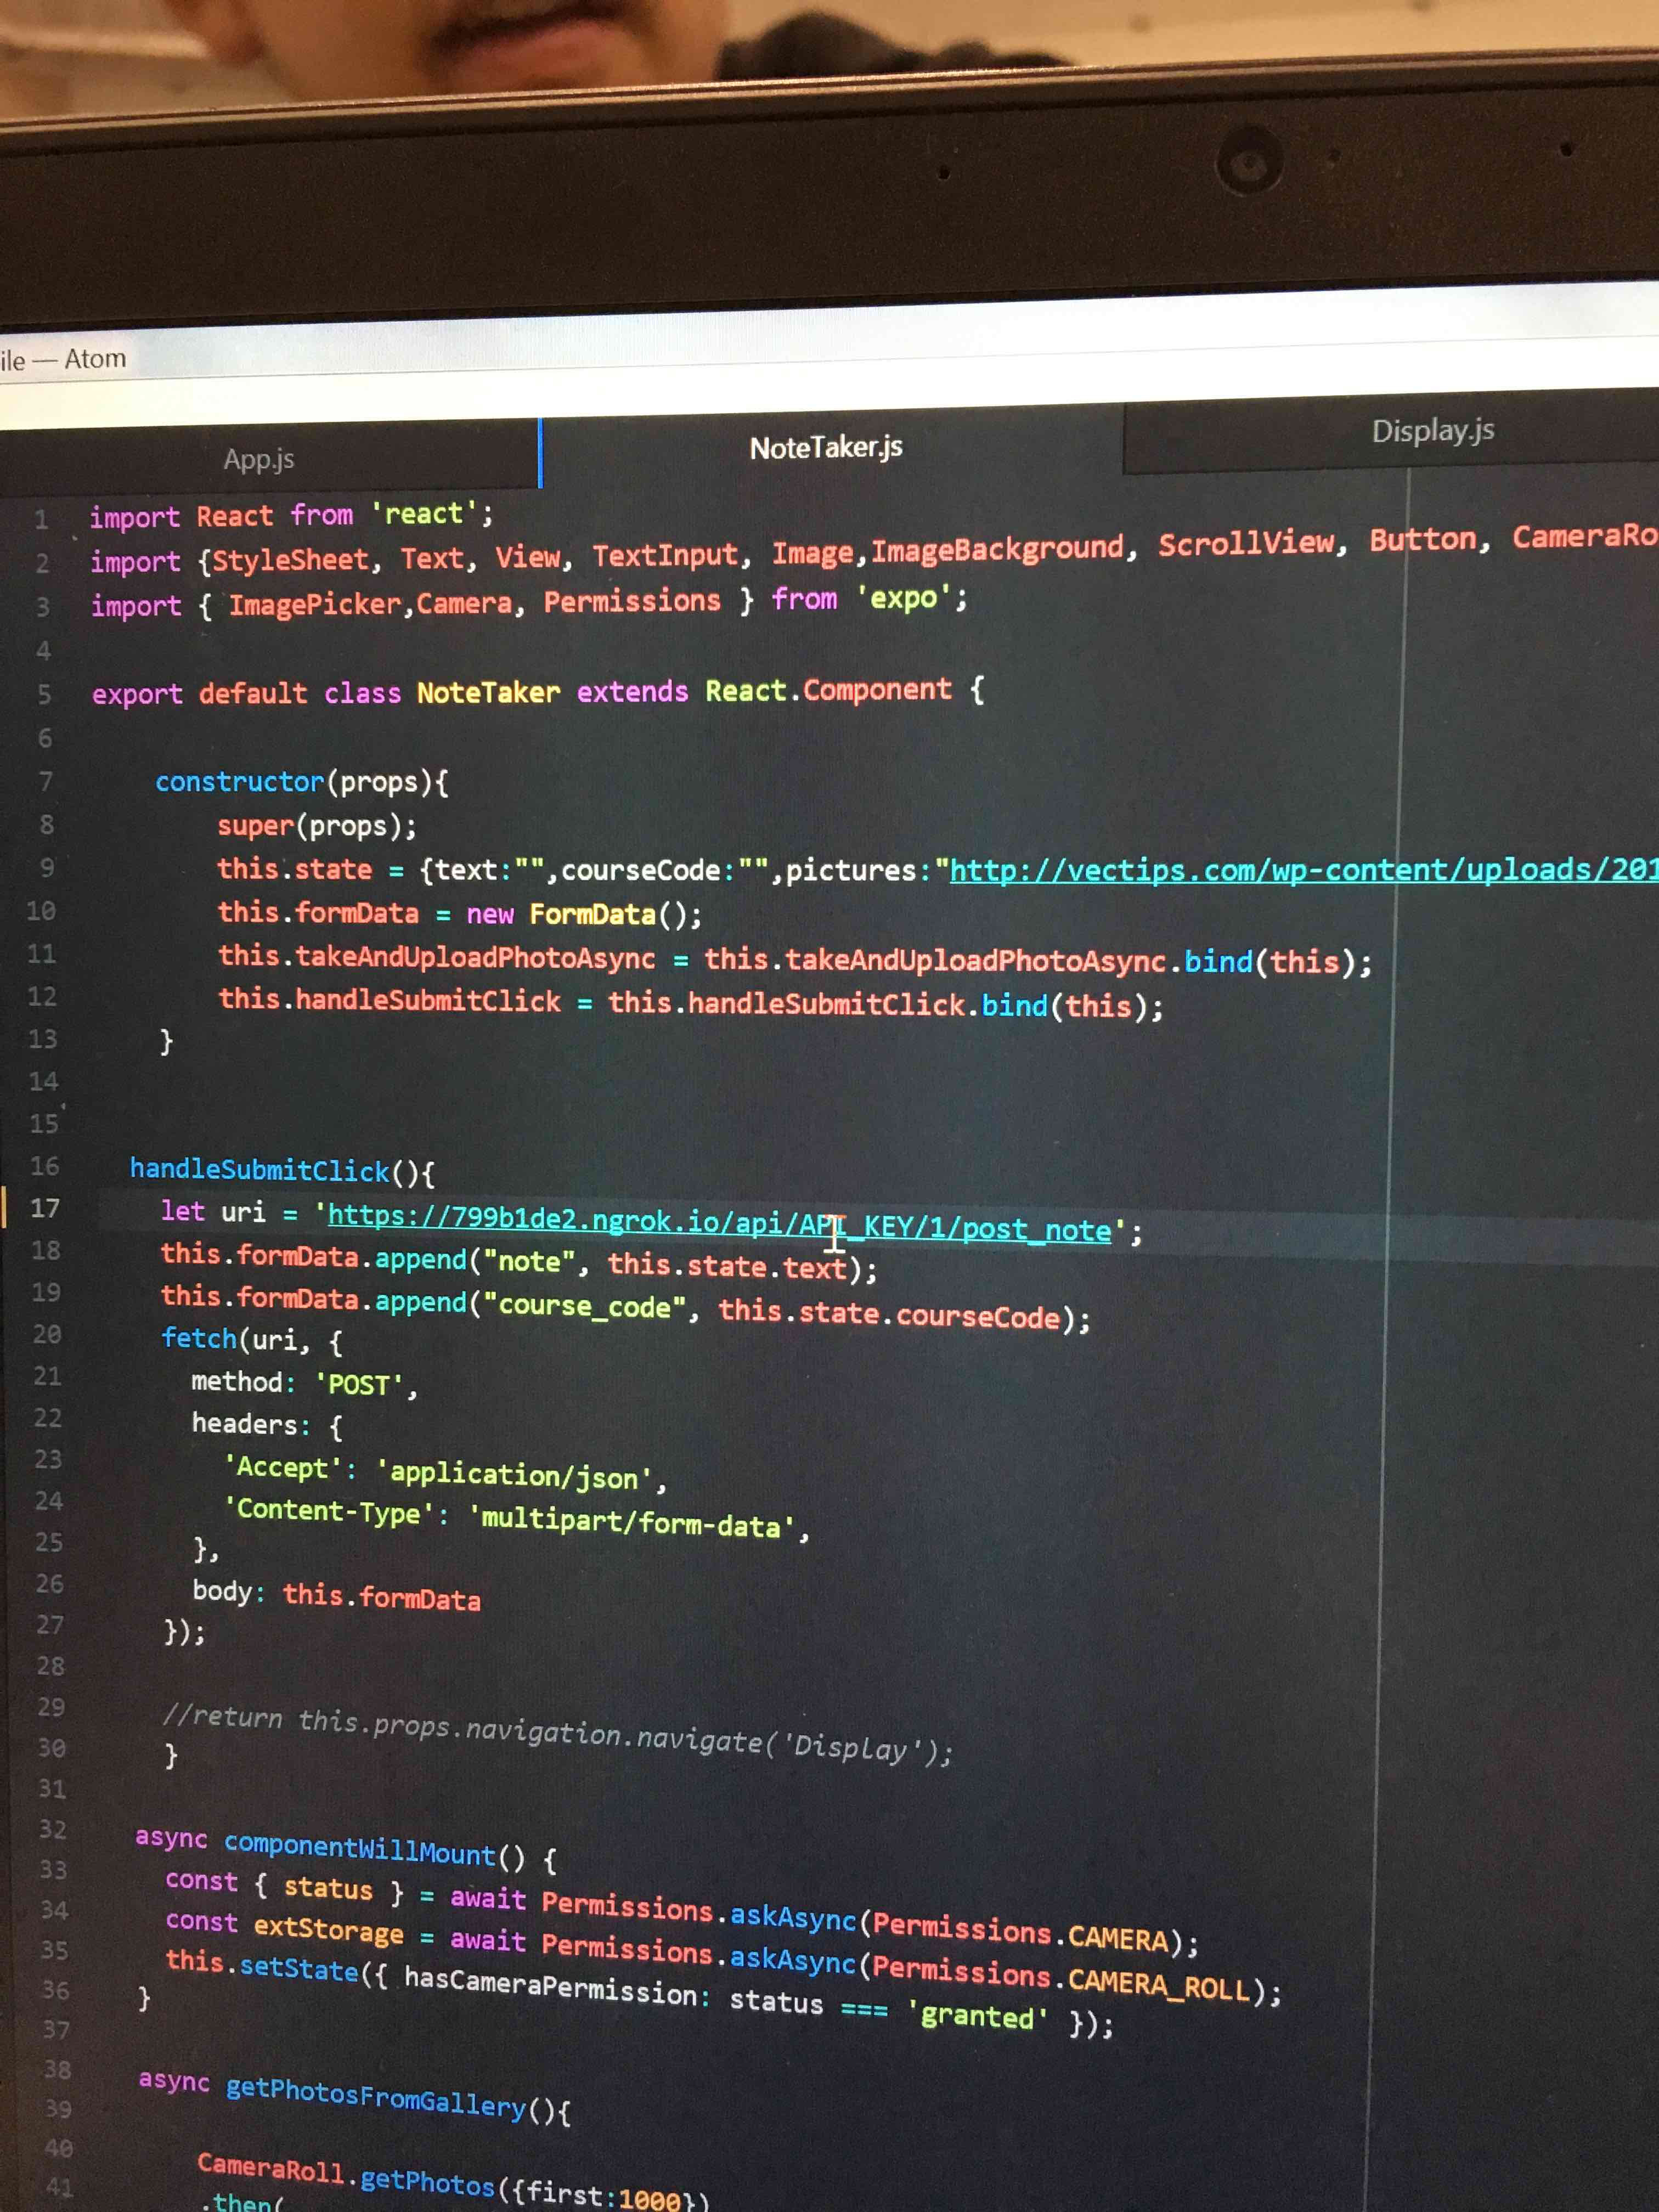 ile — Atom
App.js NoteTaker.js Display.js
1 import React from 'react';
2 import {StyleSheet, Text, View, TextInput, Image,ImageBackground, ScrollView, Button, CameraRo
3 import { ImagePicker,Camera, Permissions } from 'expo';
4
5 export default class NoteTaker extends React.Component {
6
7 constructor(props){
8 super(props);
9 this.state = {text:"",courseCode:"",pictures:"http://vectips.com/wp-content/uploads/201
10 this.formData = new FormData();
11 this.takeAndUploadPhotoAsync = this.takeAndUploadPhotoAsync.bind(this);
12 this.handleSubmitClick = this.handleSubmitClick.bind(this);
13 }
14
15
16 handleSubmitClick(){
17 let uri = 'https://799b1de2.ngrok.io/api/API_KEY/1/post_note';
18 this.formData.append("note", this.state.text);
19 this.formData.append("course_code", this.state.courseCode);
20 fetch(uri, {
21 method: 'POST',
22 headers: {
23 'Accept': 'application/json',
24 'Content-Type': 'multipart/form-data',
25 },
26 body: this.formData
27 });
28
29 //return this.props.navigation.navigate('Display');
30 }
31
32 async componentWillMount() {
33 const { status } = await Permissions.askAsync(Permissions.CAMERA);
34 const extStorage = await Permissions.askAsync(Permissions.CAMERA_ROLL);
35 this.setState({ hasCameraPermission: status === 'granted' });
36 }
37
38 async getPhotosFromGallery(){
39
40 CameraRoll.getPhotos({first:1000})
41 .then(